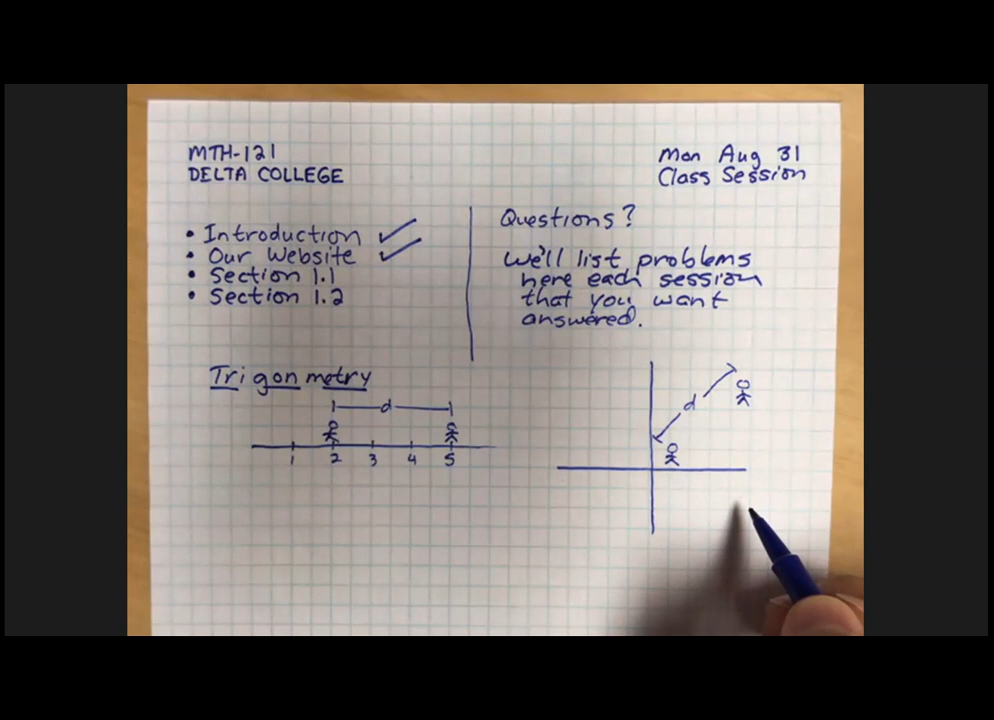 MTH-121
DELTA COLLEGE
Mon Aug 31
Class Session
• Introduction ✓
• Our Website ✓
• Section 1.1
• Section 1.2
Questions?
We'll list problems
here each session
that you want
answered.
Trigonometry
d
1 2 3 4 5
d